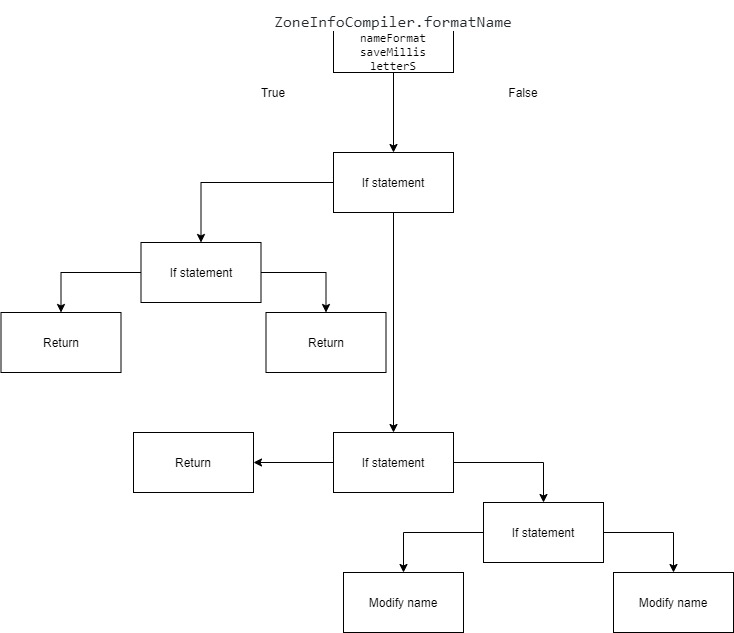 ZoneInfoCompiler.formatName
nameFormat
saveMillis
letterS
True
False
If statement
If statement
Return
Return
Return
If statement
If statement
Modify name
Modify name